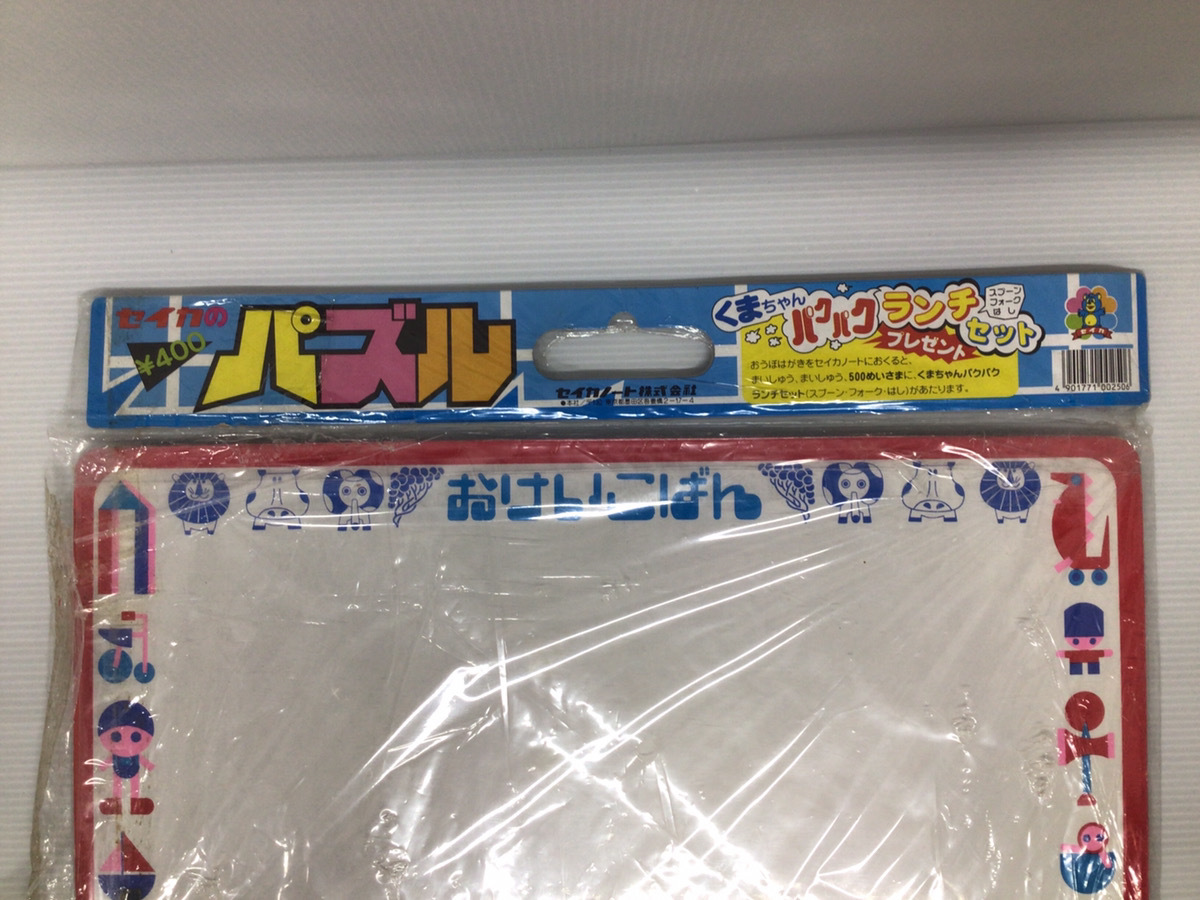 セイカの
¥400
パズル
セイカノート株式会社
くまちゃん
パクパク
ランチ
セット
スプーン
フォーク
はし
プレゼント
おうぼはがきをセイカノートにおくると、
まいしゅう、まいしゅう、500めいさまに、くまちゃんパクパク
ランチセット(スプーン・フォーク・はし)があたります。
セイカ
4 901771 002506
おけいこばん